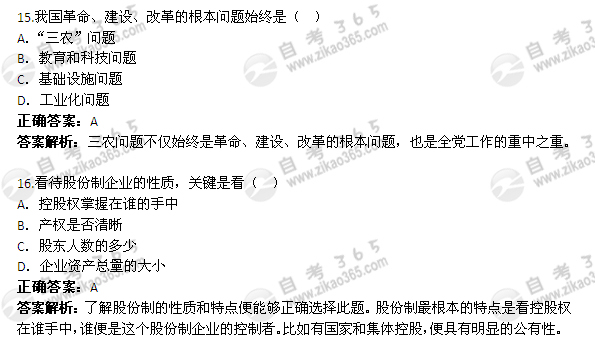 15.我国革命、建设、改革的根本问题始终是（ ）
A. “三农”问题
B. 教育和科技问题
C. 基础设施问题
D. 工业化问题
正确答案：A
答案解析：三农问题不仅始终是革命、建设、改革的根本问题，也是全党工作的重中之重。
16.看待股份制企业的性质，关键是看（ ）
A. 控股权掌握在谁的手中
B. 产权是否清晰
C. 股东人数的多少
D. 企业资产总量的大小
正确答案：A
答案解析：了解股份制的性质和特点便能够正确选择此题。股份制最根本的特点是看控股权
在谁手中，谁便是这个股份制企业的控制者。比如有国家和集体控股，便具有明显的公有性。
自考365
www.zikao365.com